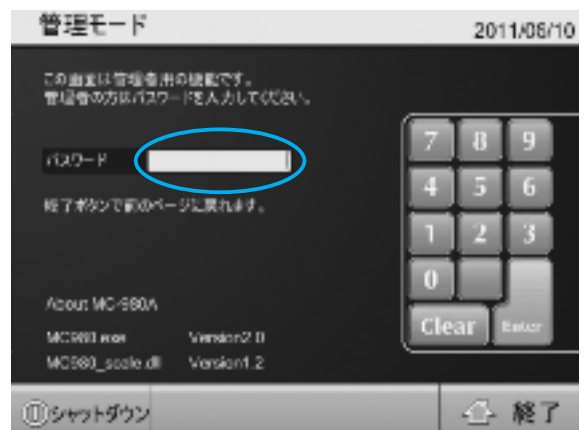 管理モード
2011/06/10
この画面は管理者用の機能です。
管理者の方はパスワードを入力してください。
パスワード
終了ボタンで前のページに戻れます。
7 8 9
4 5 6
1 2 3
0
Clear Enter
About MC-980A
MC980.exe Version2.0
MC980_scale.dll Version1.2
シャットダウン
終了